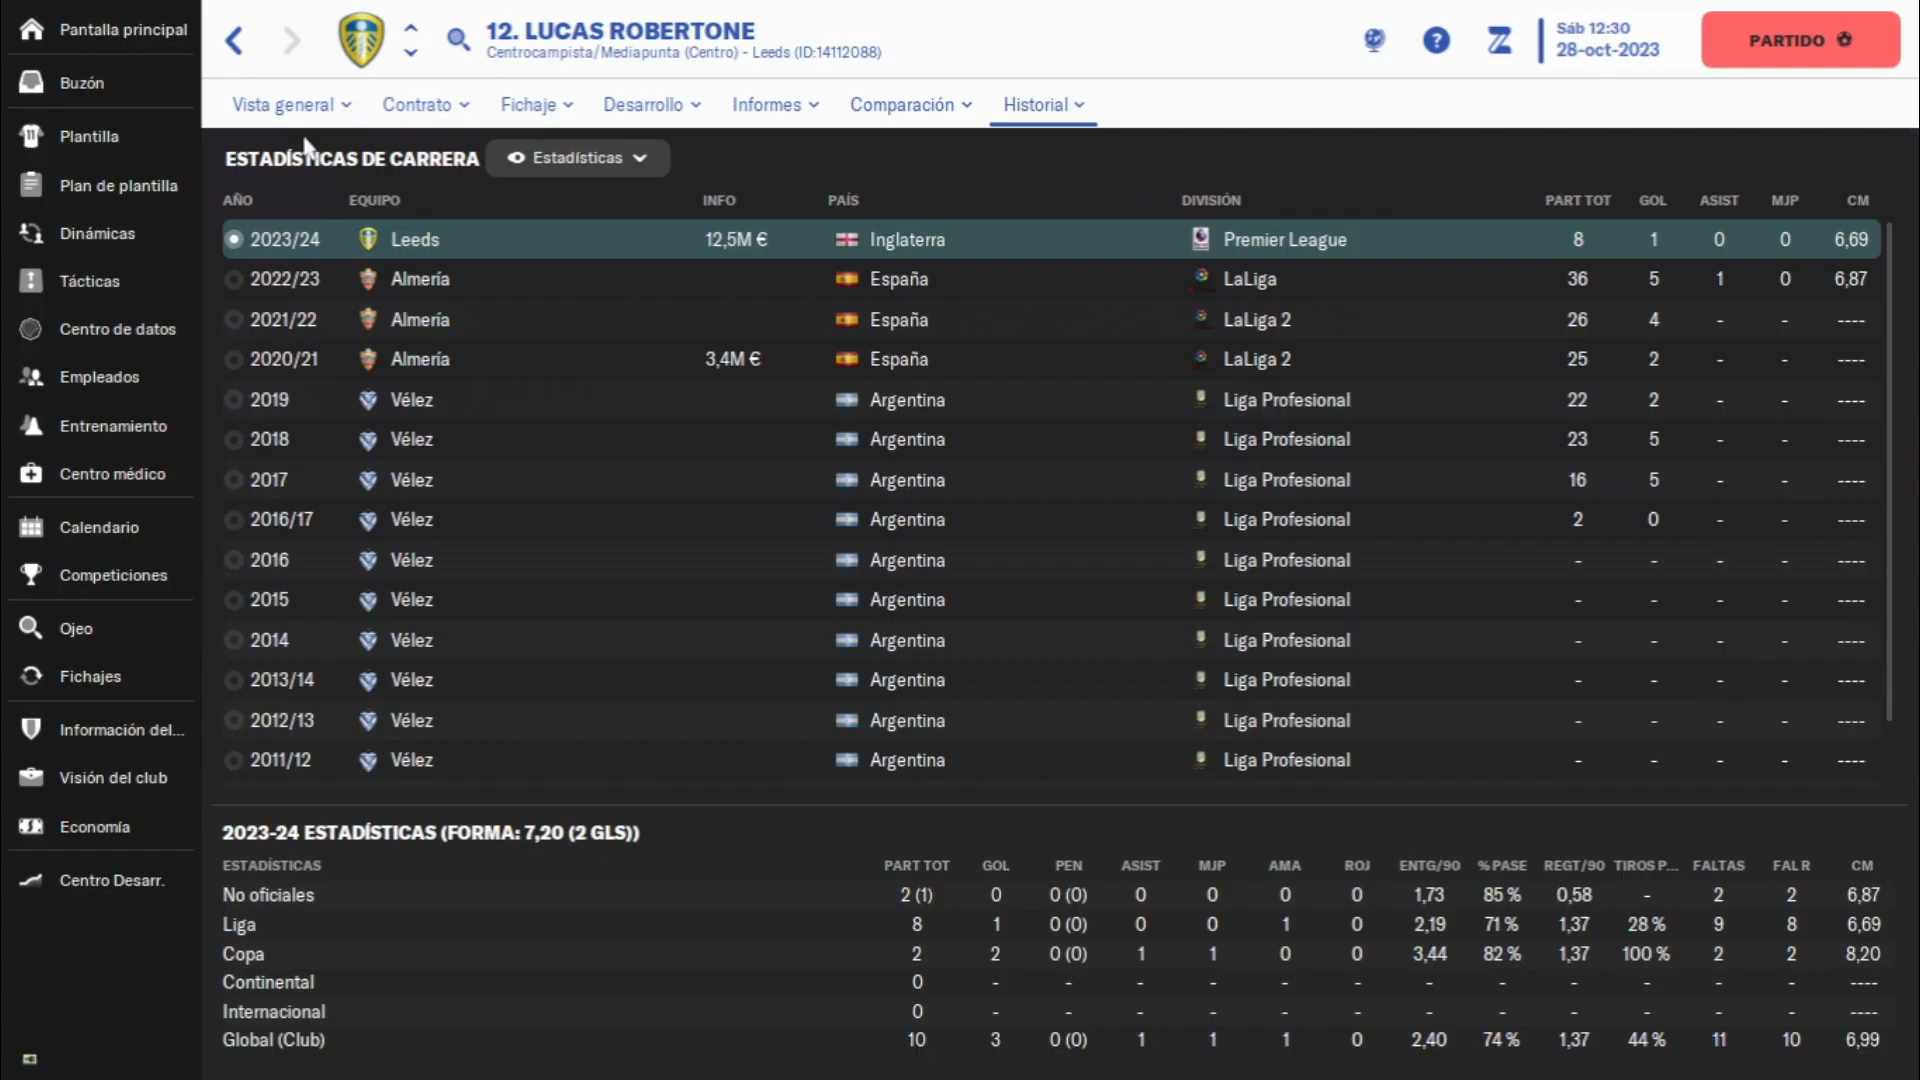 Pantalla principal
Buzón
Plantilla
Plan de plantilla
Dinámicas
Tácticas
Centro de datos
Empleados
Entrenamiento
Centro médico
Calendario
Competiciones
Ojeo
Fichajes
Información del...
Visión del club
Economía
Centro Desarr.
12. LUCAS ROBERTONE
Centrocampista/Mediapunta (Centro) - Leeds (ID:14112088)
Sáb 12:30
28-oct-2023
PARTIDO
Vista general Contrato Fichaje Desarrollo Informes Comparación Historial
ESTADÍSTICAS DE CARRERA Estadísticas
AÑO EQUIPO INFO PAÍS DIVISIÓN PART TOT GOL ASIST MJP CM
2023/24 Leeds 12,5M € Inglaterra Premier League 8 1 0 0 6,69
2022/23 Almería España LaLiga 36 5 1 0 6,87
2021/22 Almería España LaLiga 2 26 4 - - ----
2020/21 Almería 3,4M € España LaLiga 2 25 2 - - ----
2019 Vélez Argentina Liga Profesional 22 2 - - ----
2018 Vélez Argentina Liga Profesional 23 5 - - ----
2017 Vélez Argentina Liga Profesional 16 5 - - ----
2016/17 Vélez Argentina Liga Profesional 2 0 - - ----
2016 Vélez Argentina Liga Profesional - - - - ----
2015 Vélez Argentina Liga Profesional - - - - ----
2014 Vélez Argentina Liga Profesional - - - - ----
2013/14 Vélez Argentina Liga Profesional - - - - ----
2012/13 Vélez Argentina Liga Profesional - - - - ----
2011/12 Vélez Argentina Liga Profesional - - - - ----
2023-24 ESTADÍSTICAS (FORMA: 7,20 (2 GLS))
ESTADÍSTICAS PART TOT GOL PEN ASIST MJP AMA ROJ ENTG/90 % PASE REGT/90 TIROS P... FALTAS FAL R CM
No oficiales 2 (1) 0 0 (0) 0 0 0 0 1,73 85 % 0,58 - 2 2 6,87
Liga 8 1 0 (0) 0 0 1 0 2,19 71 % 1,37 28 % 9 8 6,69
Copa 2 2 0 (0) 1 1 0 0 3,44 82 % 1,37 100 % 2 2 8,20
Continental 0 - - - - - - - - - - - - ----
Internacional 0 - - - - - - - - - - - - ----
Global (Club) 10 3 0 (0) 1 1 1 0 2,40 74 % 1,37 44 % 11 10 6,99